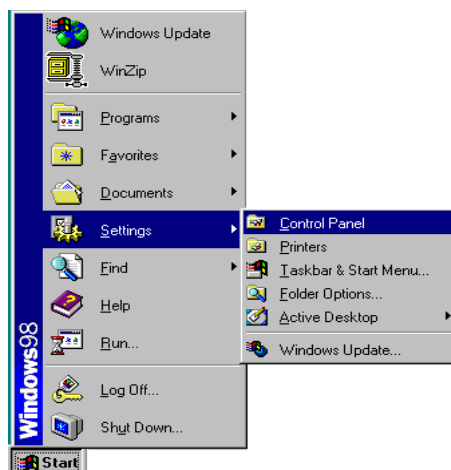 Windows Update
WinZip
Programs
Favorites
Documents
Settings
Find
Help
Run...
Log Off...
Shut Down...
Control Panel
Printers
Taskbar & Start Menu...
Folder Options...
Active Desktop
Windows Update...
Windows98
Start